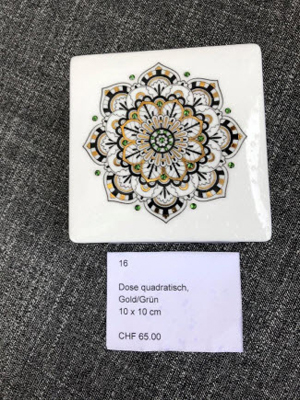 16
Dose quadratisch,
Gold/Grün
10 x 10 cm
CHF 65.00